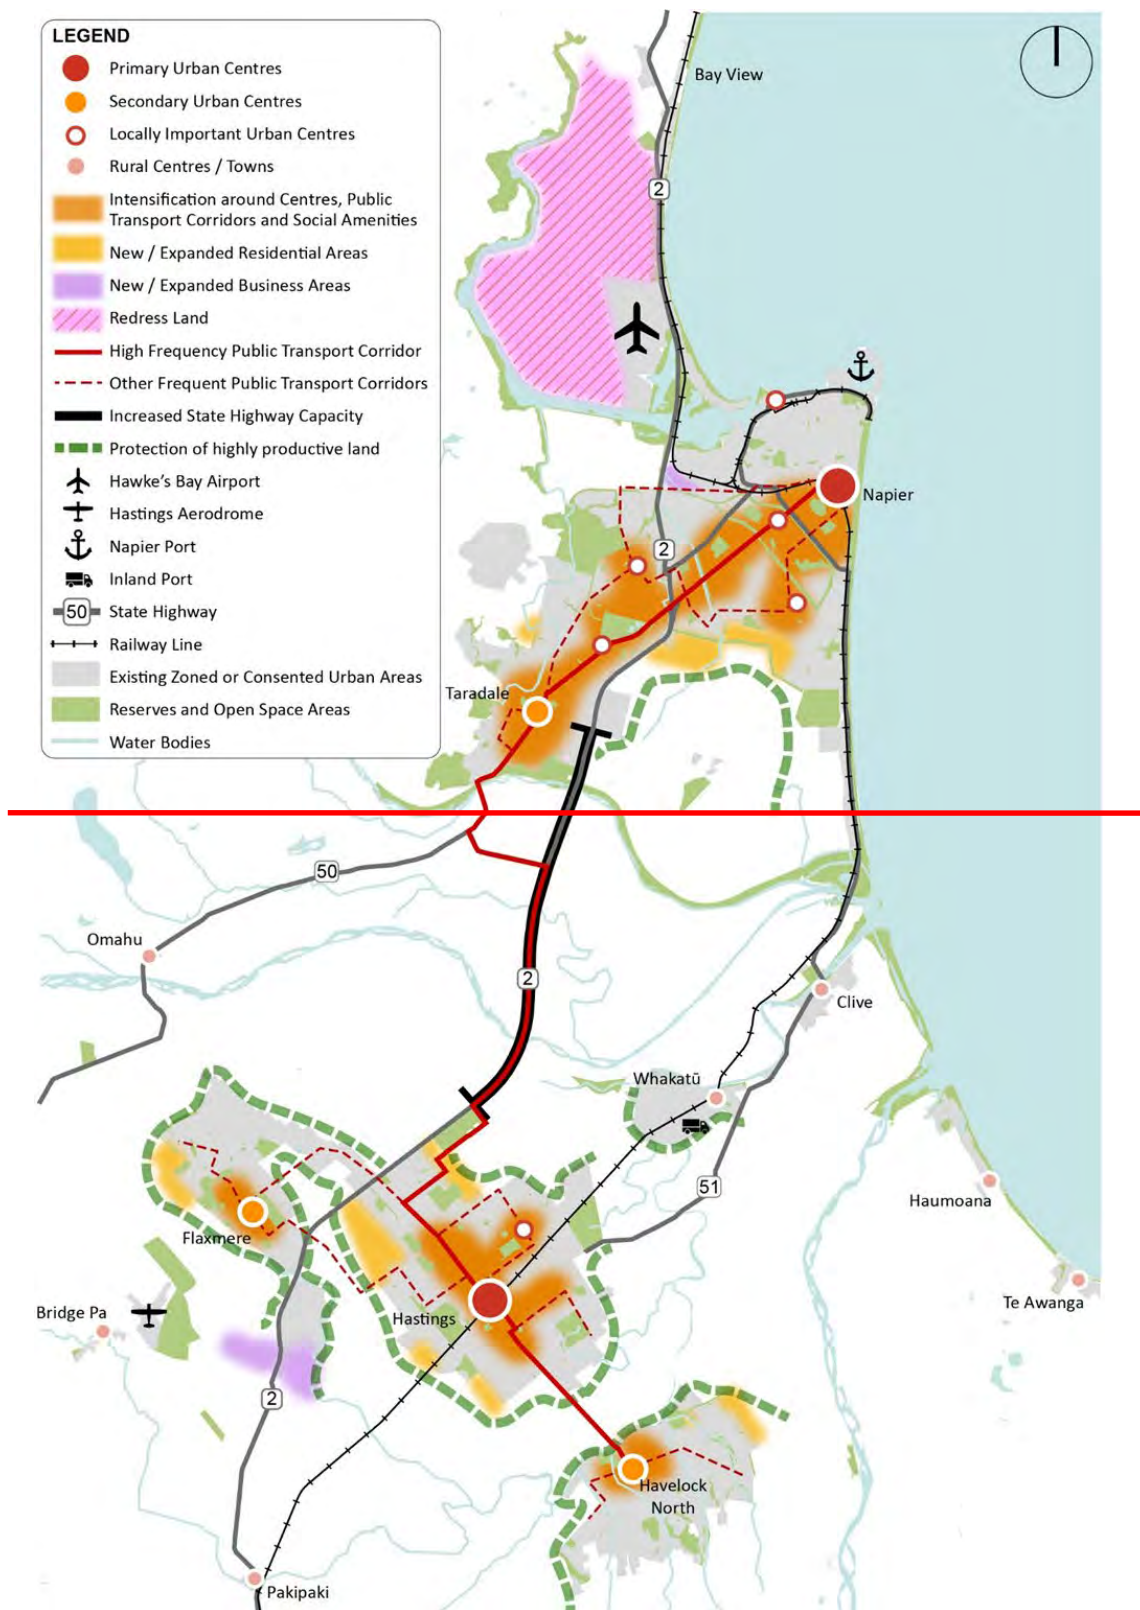 LEGEND
Primary Urban Centres
Secondary Urban Centres
Locally Important Urban Centres
Rural Centres / Towns
Intensification around Centres, Public
Transport Corridors and Social Amenities
New / Expanded Residential Areas
New / Expanded Business Areas
Redress Land
High Frequency Public Transport Corridor
Other Frequent Public Transport Corridors
Increased State Highway Capacity
Protection of highly productive land
Hawke's Bay Airport
Hastings Aerodrome
Napier Port
Inland Port
50 State Highway
Railway Line
Existing Zoned or Consented Urban Areas
Reserves and Open Space Areas
Water Bodies
Bay View
2
Napier
2
Taradale
50
Omahu
2
Clive
Whakatū
51
Haumoana
Flaxmere
Te Awanga
Bridge Pa
Hastings
2
Havelock
North
Pakipaki